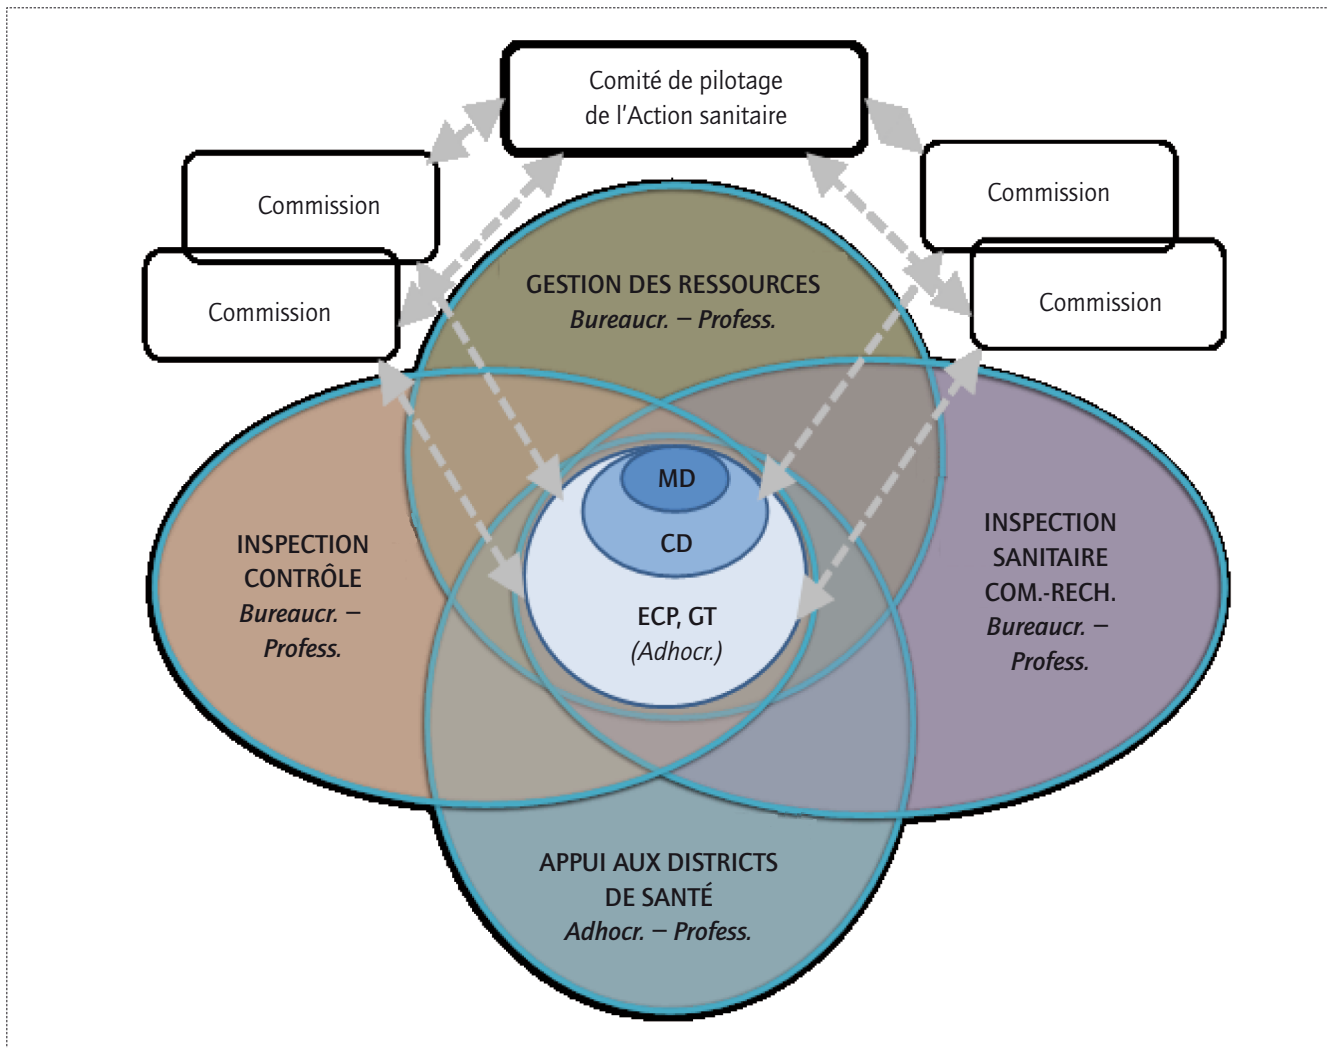 Comité de pilotage
de l'Action sanitaire
Commission
Commission
Commission
Commission
GESTION DES RESSOURCES
Bureaucr. – Profess.
MD
CD
ECP, GT
(Adhocr.)
INSPECTION
CONTRÔLE
Bureaucr. –
Profess.
INSPECTION
SANITAIRE
COM.-RECH.
Bureaucr. –
Profess.
APPUI AUX DISTRICTS
DE SANTÉ
Adhocr. – Profess.